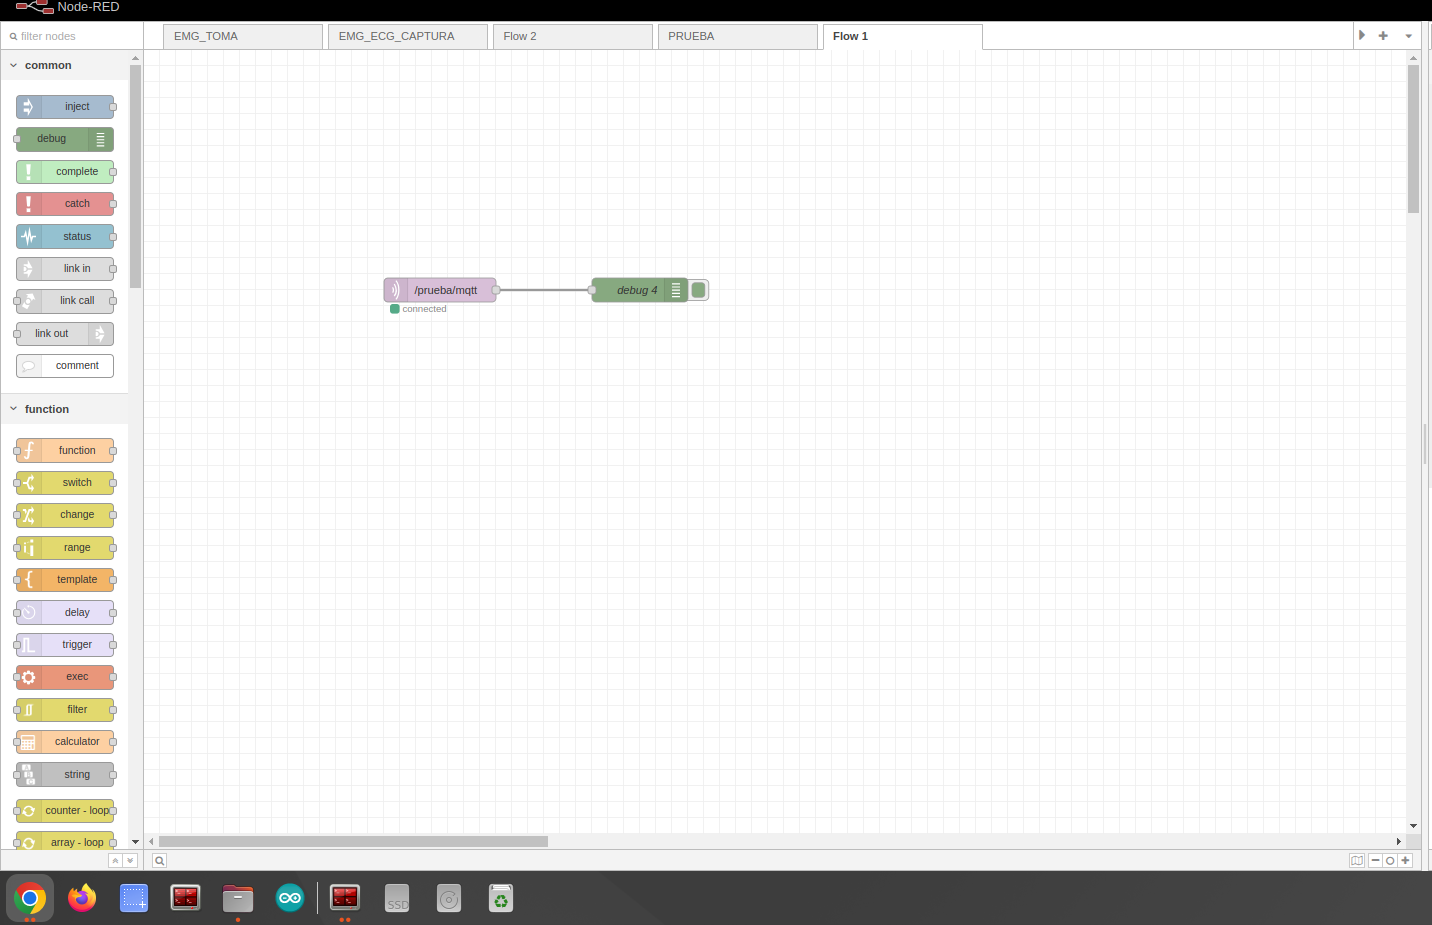 Node-RED
filter nodes
EMG_TOMA
EMG_ECG_CAPTURA
Flow 2
PRUEBA
Flow 1
common
inject
debug
complete
catch
status
link in
link call
link out
comment
function
function
switch
change
range
template
delay
trigger
exec
filter
calculator
string
counter - loop
array - loop
/prueba/mqtt
connected
debug 4
SSD